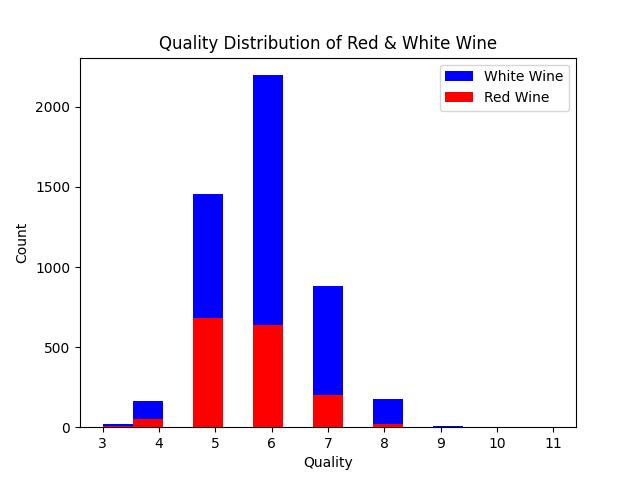 Quality Distribution of Red & White Wine
White Wine
Red Wine
2000
1500
1000
500
0
Count
3 4 5 6 7 8 9 10 11
Quality